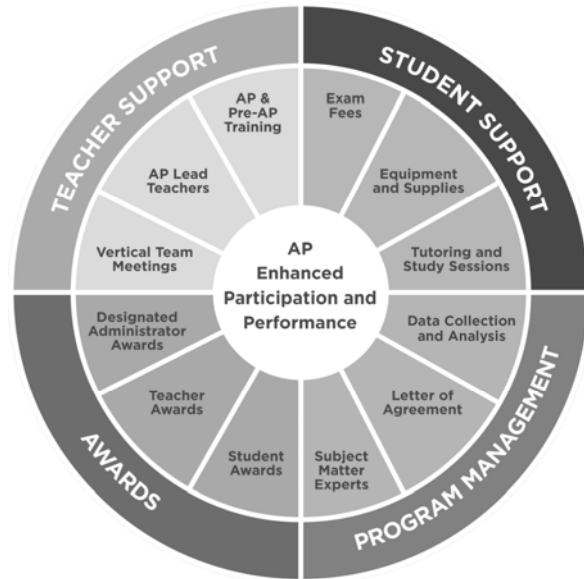 TEACHER SUPPORT
STUDENT SUPPORT
AP &
Pre-AP
Training
Exam
Fees
AP Lead
Teachers
Equipment
and Supplies
Vertical Team
Meetings
Tutoring and
Study Sessions
AP
Enhanced
Participation and
Performance
Designated
Administrator
Awards
Data Collection
and Analysis
Teacher
Awards
Letter of
Agreement
Student
Awards
Subject
Matter
Experts
AWARDS
PROGRAM MANAGEMENT